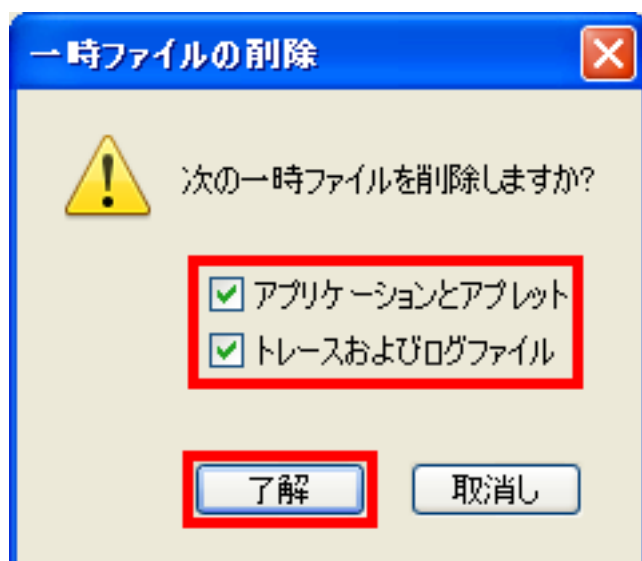 一時ファイルの削除
次の一時ファイルを削除しますか?
アプリケーションとアプレット
トレースおよびログファイル
了解 取消し